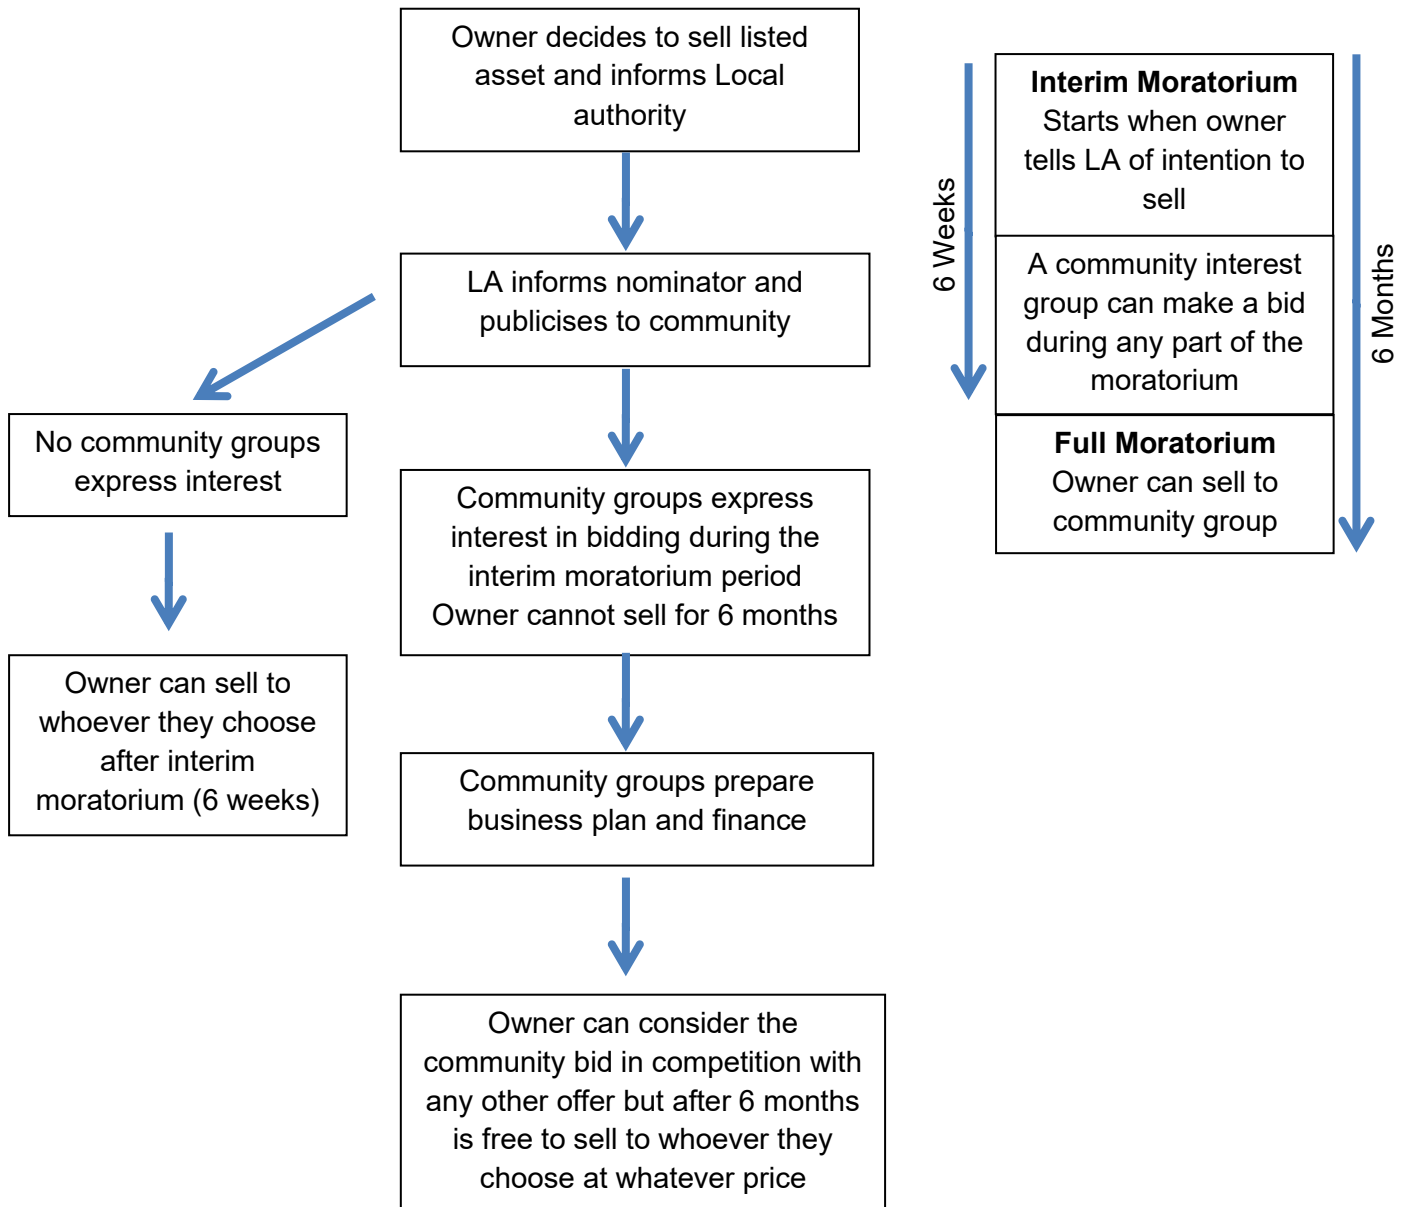 Owner decides to sell listed
asset and informs Local
authority
LA informs nominator and
publicises to community
No community groups
express interest
Owner can sell to
whoever they choose
after interim
moratorium (6 weeks)
Community groups express
interest in bidding during the
interim moratorium period
Owner cannot sell for 6 months
Community groups prepare
business plan and finance
Owner can consider the
community bid in competition with
any other offer but after 6 months
is free to sell to whoever they
choose at whatever price
6 Weeks
Interim Moratorium
Starts when owner
tells LA of intention to
sell
A community interest
group can make a bid
during any part of the
moratorium
Full Moratorium
Owner can sell to
community group
6 Months